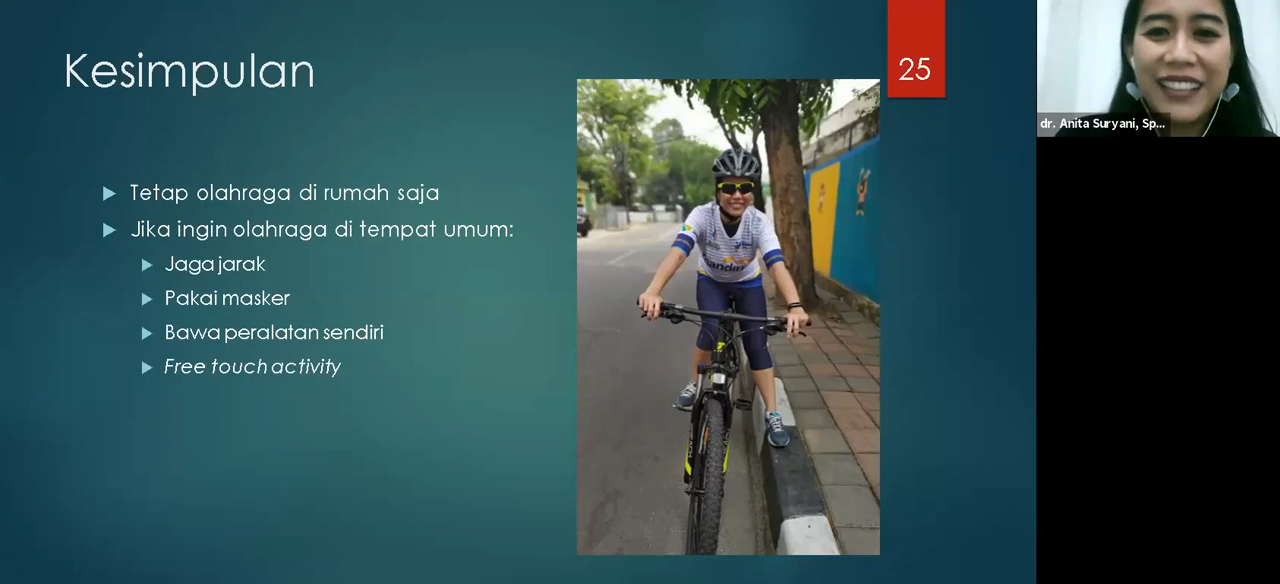 Kesimpulan
25
Tetap olahraga di rumah saja
Jika ingin olahraga di tempat umum:
Jaga jarak
Pakai masker
Bawa peralatan sendiri
Free touch activity
dr. Anita Suryani, Sp...